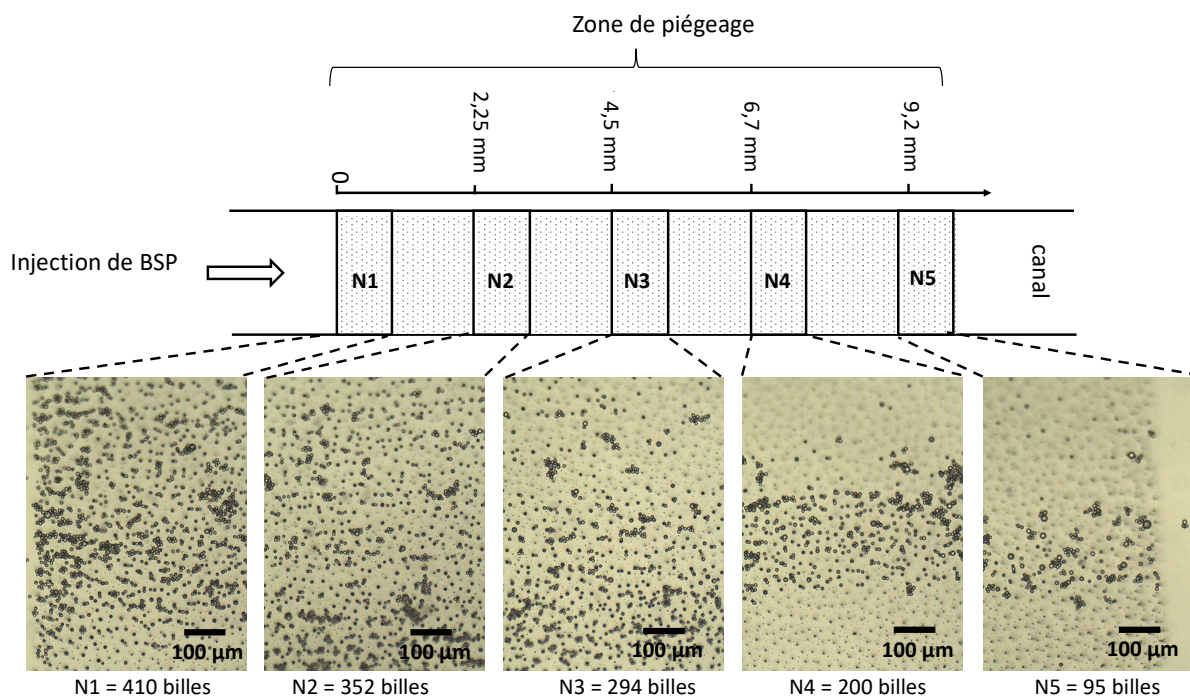 Zone de piégeage
0
2,25 mm
4,5 mm
6,7 mm
9,2 mm
Injection de BSP
N1
N2
N3
N4
N5
canal
100 µm
100 µm
100 µm
100 µm
100 µm
N1 = 410 billes
N2 = 352 billes
N3 = 294 billes
N4 = 200 billes
N5 = 95 billes